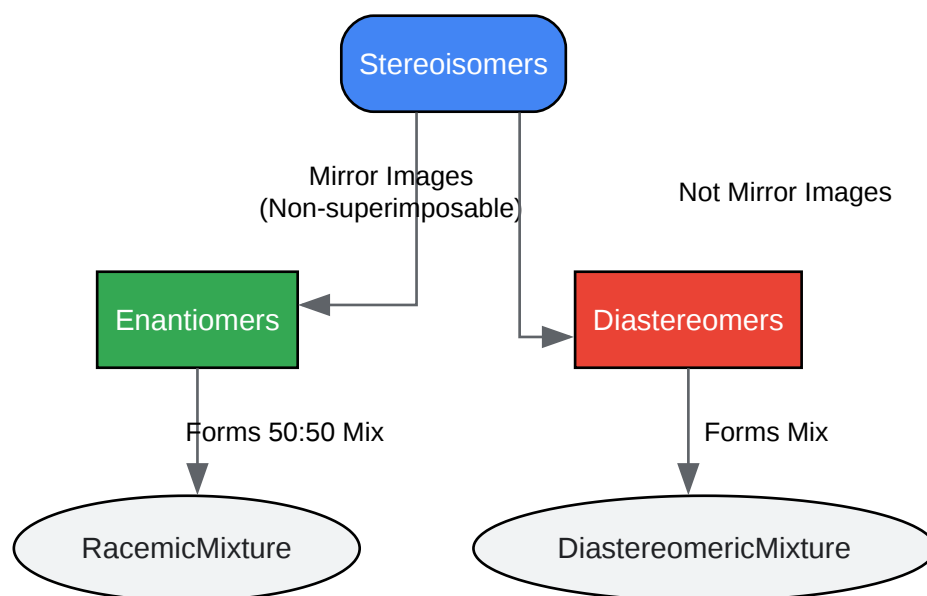 Stereoisomers
Mirror Images
(Non-superimposable)
Not Mirror Images
Enantiomers
Diastereomers
Forms 50:50 Mix
Forms Mix
RacemicMixture
DiastereomericMixture